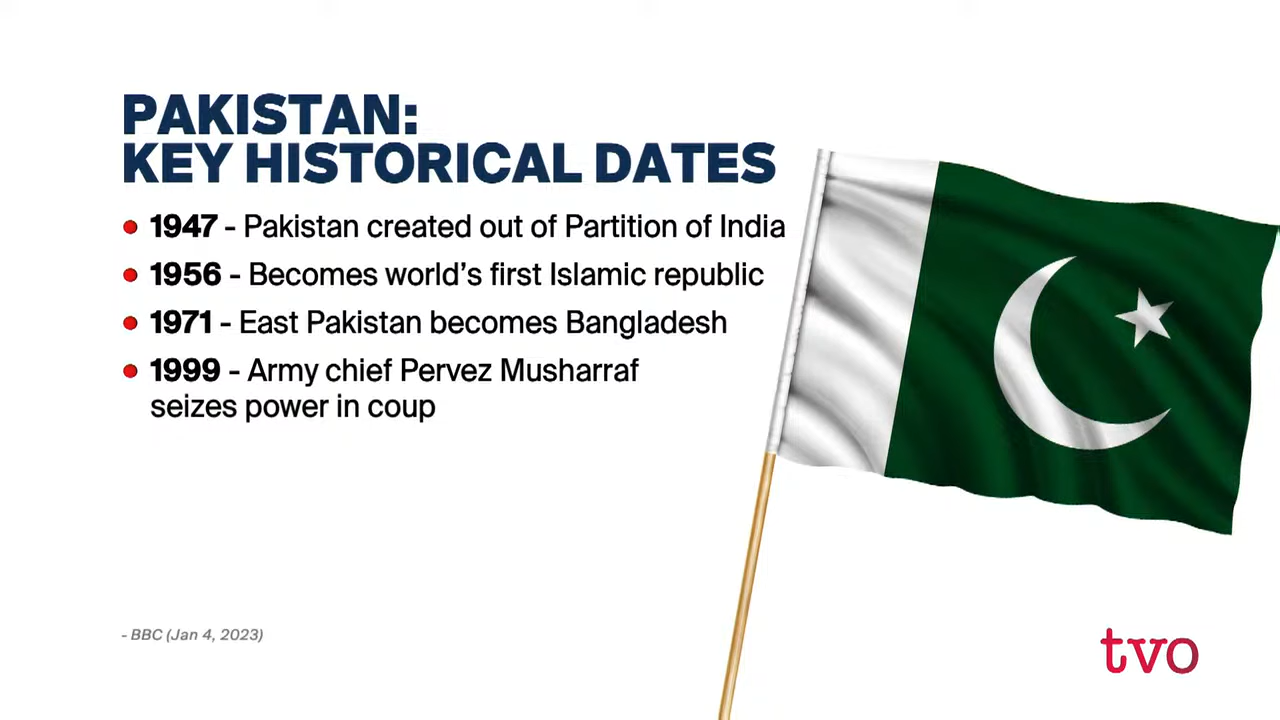 PAKISTAN:
KEY HISTORICAL DATES
• 1947 - Pakistan created out of Partition of India
• 1956 - Becomes world's first Islamic republic
• 1971 - East Pakistan becomes Bangladesh
• 1999 - Army chief Pervez Musharraf
seizes power in coup
- BBC (Jan 4, 2023)
tvo